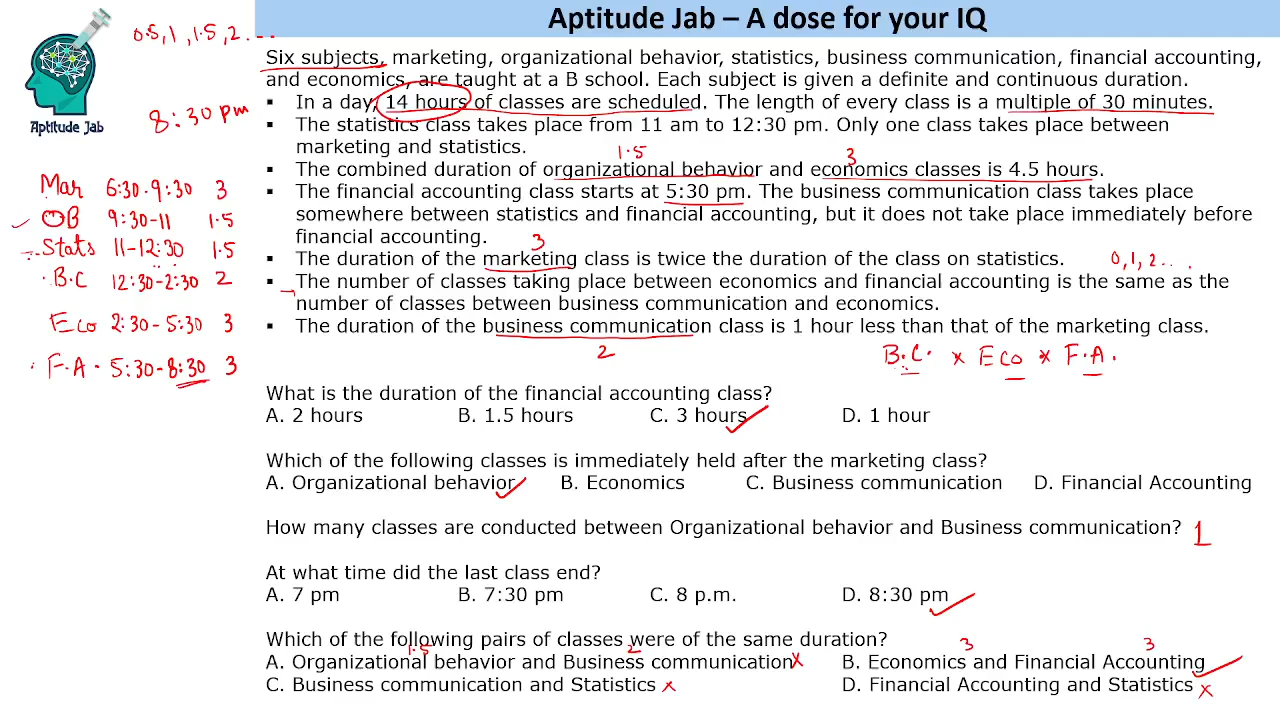 Aptitude Jab – A dose for your IQ
0.5, 1, 1.5, 2....
Aptitude Jab
8:30 pm
Six subjects, marketing, organizational behavior, statistics, business communication, financial accounting,
and economics, are taught at a B school. Each subject is given a definite and continuous duration.
▪ In a day, 14 hours of classes are scheduled. The length of every class is a multiple of 30 minutes.
▪ The statistics class takes place from 11 am to 12:30 pm. Only one class takes place between
marketing and statistics.
1.5 3
▪ The combined duration of organizational behavior and economics classes is 4.5 hours.
▪ The financial accounting class starts at 5:30 pm. The business communication class takes place
somewhere between statistics and financial accounting, but it does not take place immediately before
financial accounting.
3
▪ The duration of the marketing class is twice the duration of the class on statistics.
0, 1, 2...
▪ The number of classes taking place between economics and financial accounting is the same as the
number of classes between business communication and economics.
▪ The duration of the business communication class is 1 hour less than that of the marketing class.
2
B.C. x Eco x F.A.
Mar 6:30-9:30 3
OB 9:30-11 1.5
Stats 11-12:30 1.5
B.C 12:30-2:30 2
Eco 2:30-5:30 3
F.A. 5:30-8:30 3
What is the duration of the financial accounting class?
A. 2 hours B. 1.5 hours C. 3 hours D. 1 hour
Which of the following classes is immediately held after the marketing class?
A. Organizational behavior B. Economics C. Business communication D. Financial Accounting
How many classes are conducted between Organizational behavior and Business communication? 1
At what time did the last class end?
A. 7 pm B. 7:30 pm C. 8 p.m. D. 8:30 pm
Which of the following pairs of classes were of the same duration?
1.5 2 3 3
A. Organizational behavior and Business communication x B. Economics and Financial Accounting
C. Business communication and Statistics x D. Financial Accounting and Statistics x